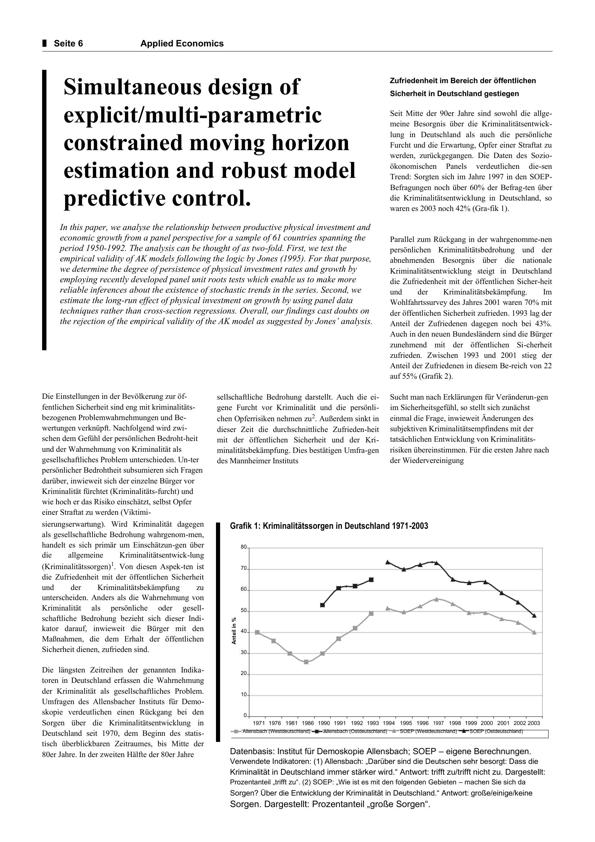 Seite 6
Applied Economics
Simultaneous design of
explicit/multi-parametric
constrained moving horizon
estimation and robust model
predictive control.
In this paper, we analyse the relationship between productive physical investment and
economic growth from a panel perspective for a sample of 61 countries spanning the
period 1950-1992. The analysis can be thought of as two-fold. First, we test the
empirical validity of AK models following the logic by Jones (1995). For that purpose,
we determine the degree of persistence of physical investment rates and growth by
employing recently developed panel unit roots tests which enable us to make more
reliable inferences about the existence of stochastic trends in the series. Second, we
estimate the long-run effect of physical investment on growth by using panel data
techniques rather than cross-section regressions. Overall, our findings cast doubts on
the rejection of the empirical validity of the AK model as suggested by Jones' analysis.
Zufriedenheit im Bereich der öffentlichen
Sicherheit in Deutschland gestiegen
Seit Mitte der 90er Jahre sind sowohl die allge-
meine Besorgnis über die Kriminalitätsentwick-
lung in Deutschland als auch die persönliche
Furcht und die Erwartung, Opfer einer Straftat zu
werden, zurückgegangen. Die Daten des Sozio-
ökonomischen Panels verdeutlichen die-sen
Trend: Sorgten sich im Jahre 1997 in den SOEP-
Befragungen noch über 60% der Befrag-ten über
die Kriminalitätsentwicklung in Deutschland, so
waren es 2003 noch 42% (Gra-fik 1).
Parallel zum Rückgang in der wahrgenomme-nen
persönlichen Kriminalitätsbedrohung und der
abnehmenden Besorgnis über die nationale
Kriminalitätsentwicklung steigt in Deutschland
die Zufriedenheit mit der öffentlichen Sicher-heit
und der Kriminalitätsbekämpfung. Im
Wohlfahrtssurvey des Jahres 2001 waren 70% mit
der öffentlichen Sicherheit zufrieden. 1993 lag der
Anteil der Zufriedenen dagegen noch bei 43%.
Auch in den neuen Bundesländern sind die Bürger
zunehmend mit der öffentlichen Si-cherheit
zufrieden. Zwischen 1993 und 2001 stieg der
Anteil der Zufriedenen in diesem Be-reich von 22
auf 55% (Grafik 2).
Die Einstellungen in der Bevölkerung zur öf-
fentlichen Sicherheit sind eng mit kriminalitäts-
bezogenen Problemwahrnehmungen und Be-
wertungen verknüpft. Nachfolgend wird zwi-
schen dem Gefühl der persönlichen Bedroht-heit
und der Wahrnehmung von Kriminalität als
gesellschaftliches Problem unterschieden. Un-ter
persönlicher Bedrohtheit subsumieren sich Fragen
darüber, inwieweit sich der einzelne Bürger vor
Kriminalität fürchtet (Kriminalitäts-furcht) und
wie hoch er das Risiko einschätzt, selbst Opfer
einer Straftat zu werden (Viktimi-
sierungserwartung). Wird Kriminalität dagegen
als gesellschaftliche Bedrohung wahrgenom-men,
handelt es sich primär um Einschätzun-gen über
die allgemeine Kriminalitätsentwick-lung
(Kriminalitätssorgen)1. Von diesen Aspek-ten ist
die Zufriedenheit mit der öffentlichen Sicherheit
und der Kriminalitätsbekämpfung zu
unterscheiden. Anders als die Wahrnehmung von
Kriminalität als persönliche oder gesell-
schaftliche Bedrohung bezieht sich dieser Indi-
kator darauf, inwieweit die Bürger mit den
Maßnahmen, die dem Erhalt der öffentlichen
Sicherheit dienen, zufrieden sind.
Die längsten Zeitreihen der genannten Indika-
toren in Deutschland erfassen die Wahrnehmung
der Kriminalität als gesellschaftliches Problem.
Umfragen des Allensbacher Instituts für Demo-
skopie verdeutlichen einen Rückgang bei den
Sorgen über die Kriminalitätsentwicklung in
Deutschland seit 1970, dem Beginn des statis-
tisch überblickbaren Zeitraumes, bis Mitte der
80er Jahre. In der zweiten Hälfte der 80er Jahre
sellschaftliche Bedrohung darstellt. Auch die ei-
gene Furcht vor Kriminalität und die persönli-
chen Opferrisiken nehmen zu2. Außerdem sinkt in
dieser Zeit die durchschnittliche Zufrieden-heit
mit der öffentlichen Sicherheit und der Kri-
minalitätsbekämpfung. Dies bestätigen Umfra-gen
des Mannheimer Instituts
Sucht man nach Erklärungen für Veränderun-gen
im Sicherheitsgefühl, so stellt sich zunächst
einmal die Frage, inwieweit Änderungen des
subjektiven Kriminalitätsempfindens mit der
tatsächlichen Entwicklung von Kriminalitäts-
risiken übereinstimmen. Für die ersten Jahre nach
der Wiedervereinigung
Grafik 1: Kriminalitätssorgen in Deutschland 1971-2003
80
70
60
50
40
30
20
10
0
Anteil in %
1971 1976 1981 1986 1990 1991 1992 1993 1994 1995 1996 1997 1998 1999 2000 2001 2002 2003
Allensbach (Westdeutschland) Allensbach (Ostdeutschland) SOEP (Westdeutschland) SOEP (Ostdeutschland)
Datenbasis: Institut für Demoskopie Allensbach; SOEP – eigene Berechnungen.
Verwendete Indikatoren: (1) Allensbach: „Darüber sind die Deutschen sehr besorgt: Dass die
Kriminalität in Deutschland immer stärker wird.“ Antwort: trifft zu/trifft nicht zu. Dargestellt:
Prozentanteil „trifft zu“. (2) SOEP: „Wie ist es mit den folgenden Gebieten – machen Sie sich da
Sorgen? Über die Entwicklung der Kriminalität in Deutschland.“ Antwort: große/einige/keine
Sorgen. Dargestellt: Prozentanteil „große Sorgen“.